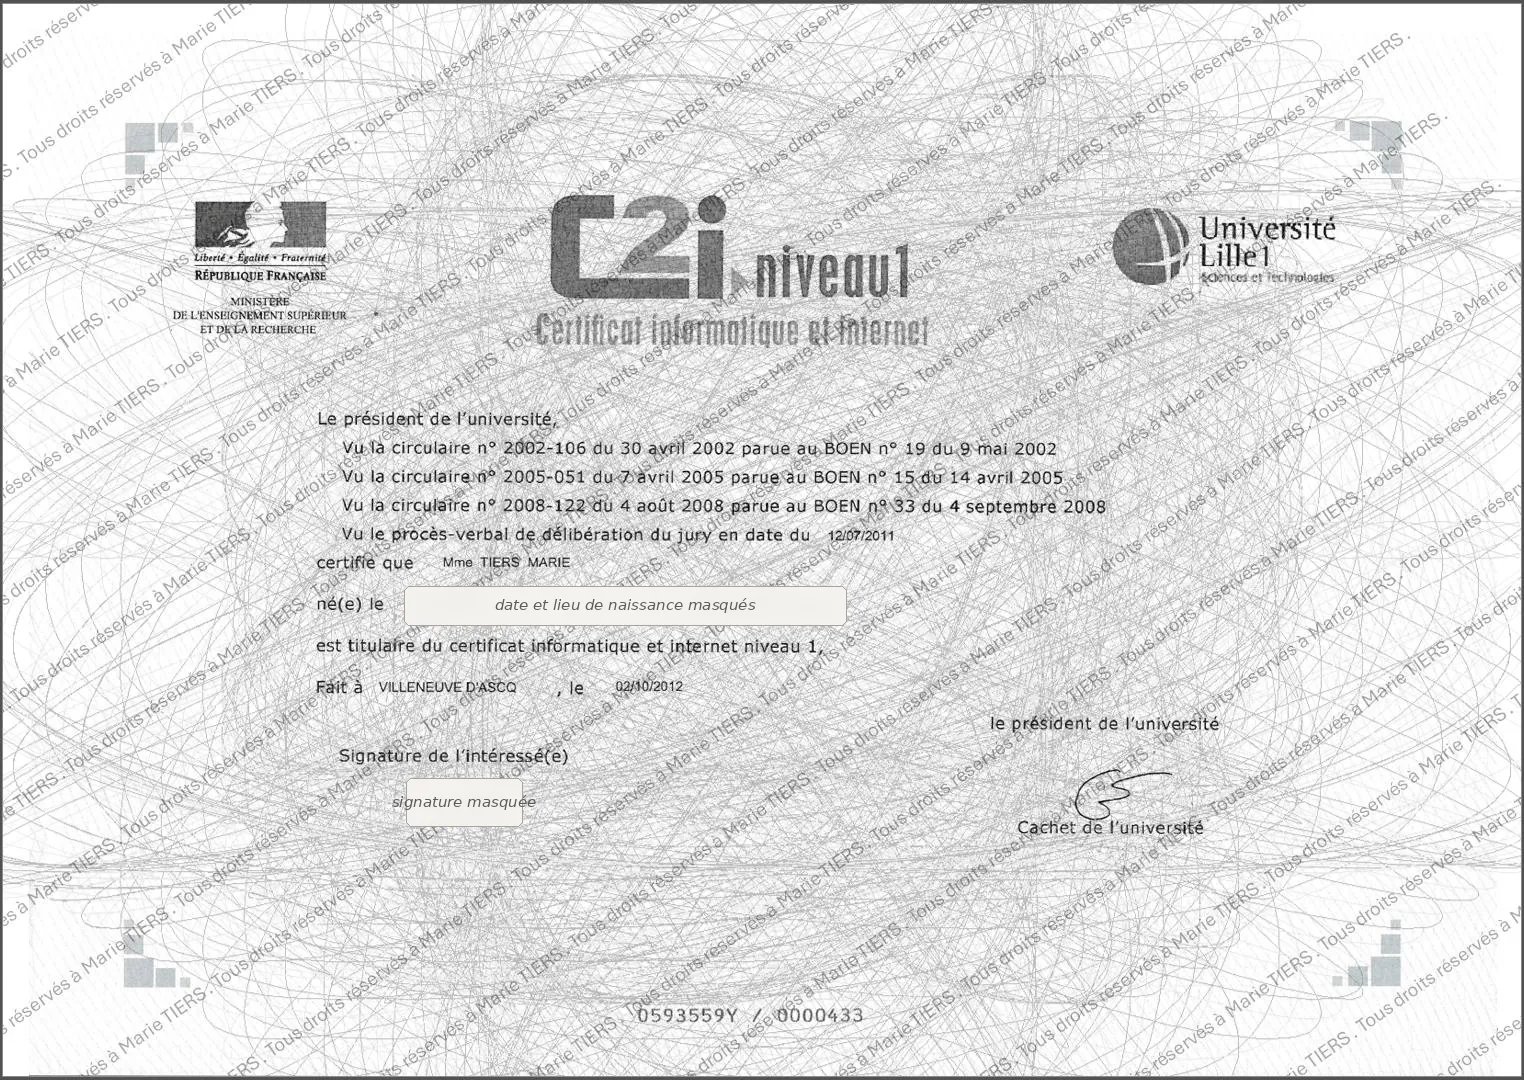 Liberté • Égalité • Fraternité
RÉPUBLIQUE FRANÇAISE
MINISTÈRE
DE L'ENSEIGNEMENT SUPÉRIEUR
ET DE LA RECHERCHE
C2i niveau1
Certificat informatique et internet
Université
Lille1
Sciences et Technologies
Le président de l'université,
Vu la circulaire n° 2002-106 du 30 avril 2002 parue au BOEN n° 19 du 9 mai 2002
Vu la circulaire n° 2005-051 du 7 avril 2005 parue au BOEN n° 15 du 14 avril 2005
Vu la circulaire n° 2008-122 du 4 août 2008 parue au BOEN n° 33 du 4 septembre 2008
Vu le procès-verbal de délibération du jury en date du 12/07/2011
certifie que Mme TIERS MARIE
né(e) le date et lieu de naissance masqués
est titulaire du certificat informatique et internet niveau 1,
Fait à VILLENEUVE D'ASCQ , le 02/10/2012
le président de l'université
Signature de l'intéressé(e)
signature masquée
Cachet de l'université
0593559Y / 0000433
Tous droits réservés à Marie TIERS .